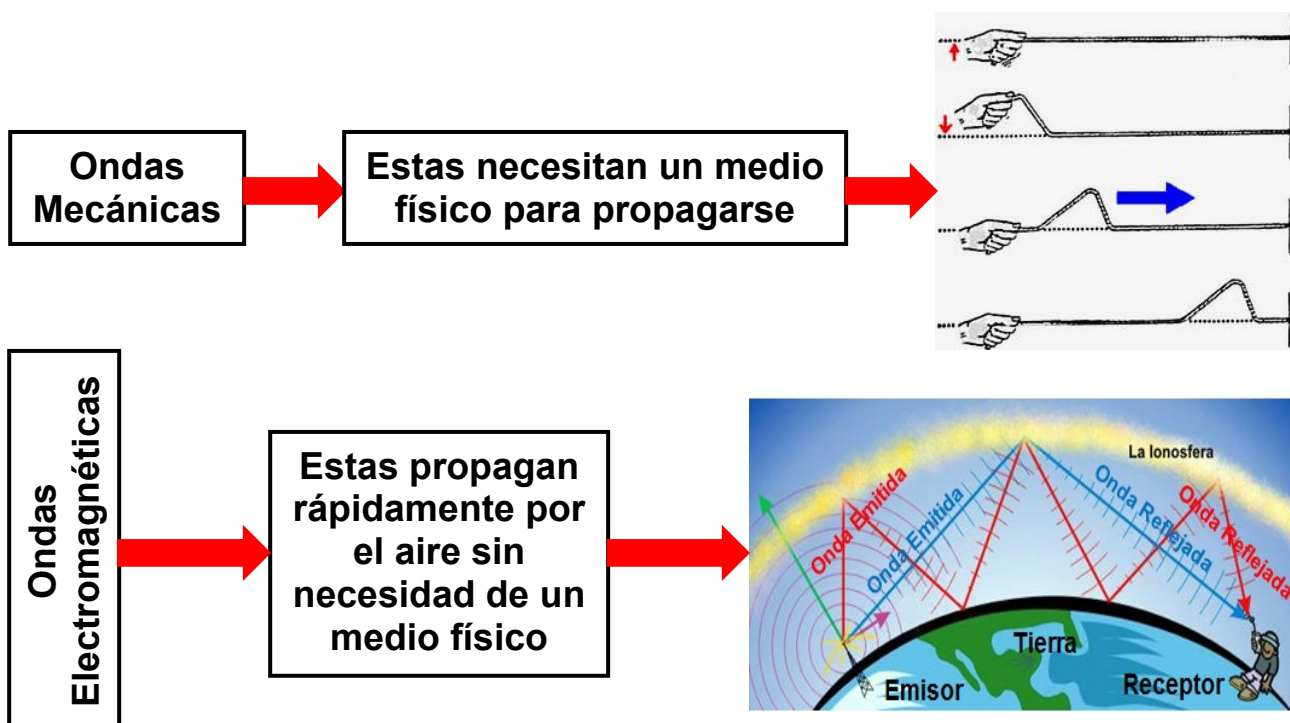 Ondas
Mecánicas
Estas necesitan un medio
físico para propagarse
Ondas
Electromagnéticas
Estas propagan
rápidamente por
el aire sin
necesidad de un
medio físico
La Ionosfera
Onda Emitida
Onda Emitida
Onda Reflejada
Onda Reflejada
Tierra
Emisor
Receptor